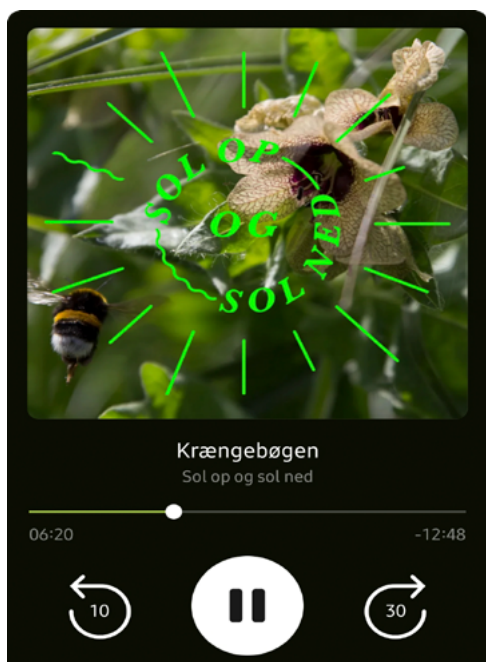 SOL OP
OG
SOL NED
Krængebøgen
Sol op og sol ned
06:20
-12:48
10
30